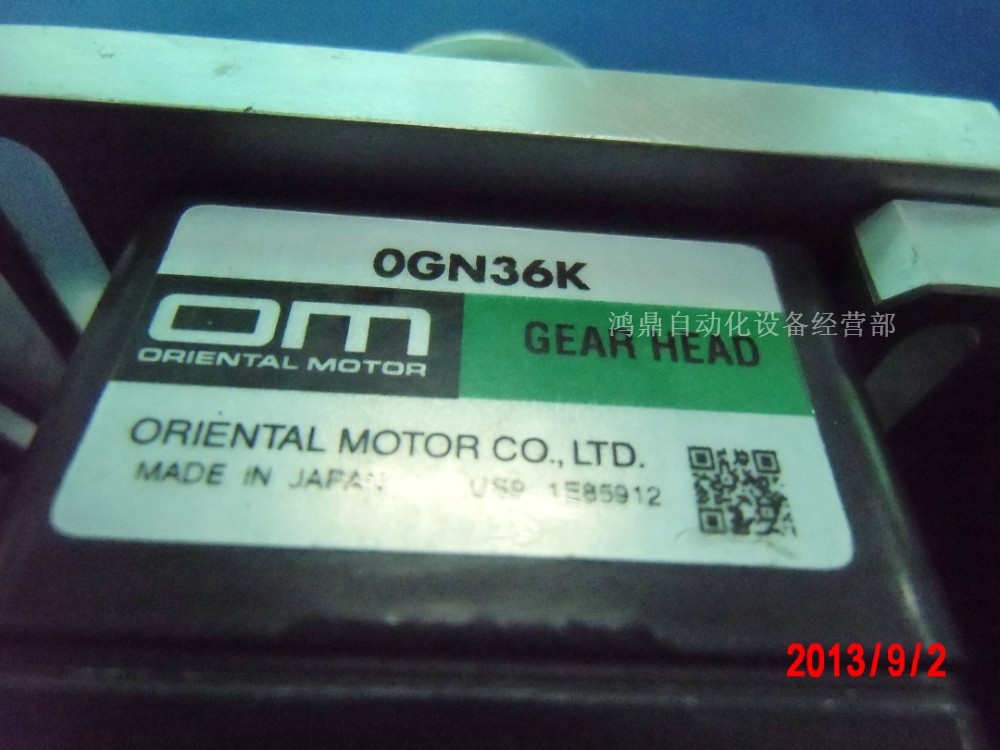 0GN36K
om
ORIENTAL MOTOR
GEAR HEAD
鸿鼎自动化设备经营部
ORIENTAL MOTOR CO., LTD.
MADE IN JAPAN 1E85912
2013/9/2